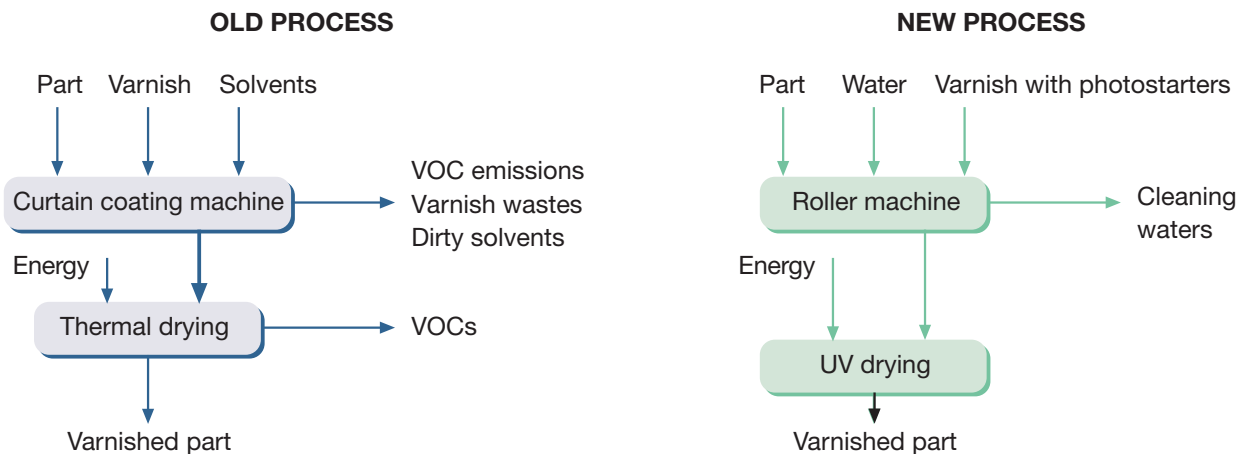 OLD PROCESS
Part Varnish Solvents
Curtain coating machine
VOC emissions
Varnish wastes
Dirty solvents
Energy
Thermal drying
VOCs
Varnished part
NEW PROCESS
Part Water Varnish with photostarters
Roller machine
Cleaning
waters
Energy
UV drying
Varnished part